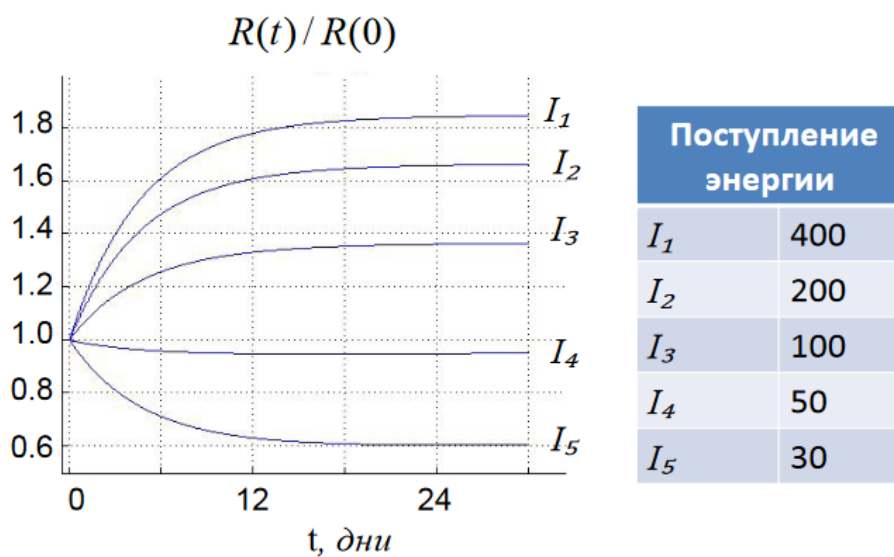 R(t) / R(0)
1.8
1.6
1.4
1.2
1.0
0.8
0.6
I₁
I₂
I₃
I₄
I₅
0 12 24
t, дни
Поступление
энергии
I₁ 400
I₂ 200
I₃ 100
I₄ 50
I₅ 30